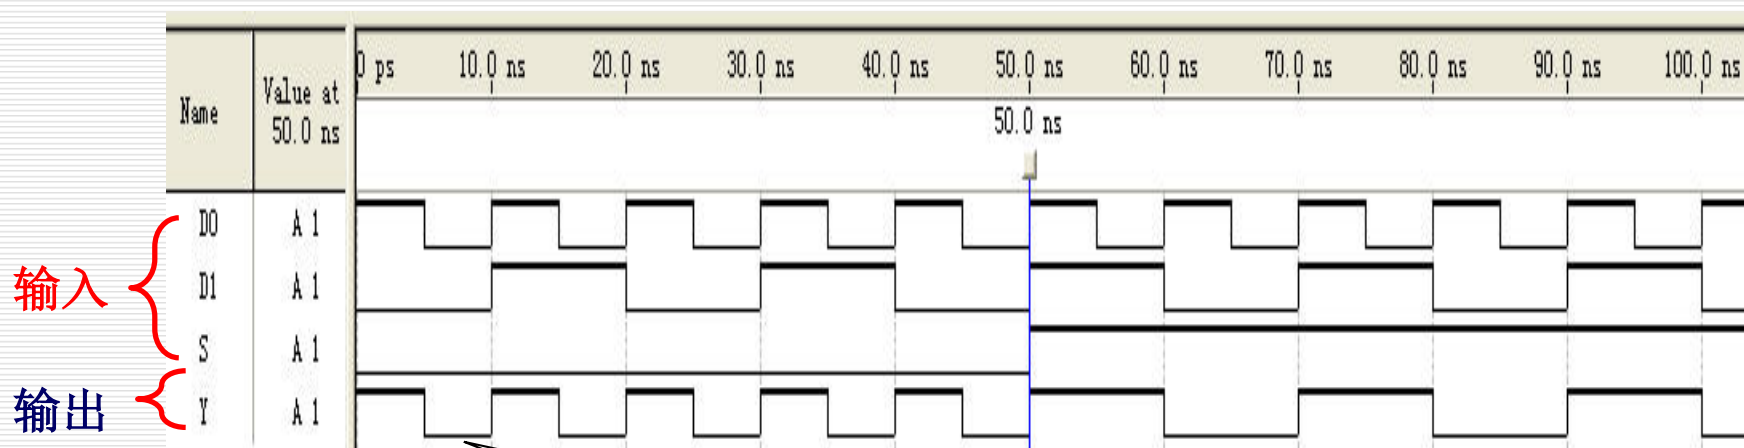 0 ps 10.0 ns 20.0 ns 30.0 ns 40.0 ns 50.0 ns 60.0 ns 70.0 ns 80.0 ns 90.0 ns 100.0 ns
Name
Value at
50.0 ns
50.0 ns
D0 A 1
输入
D1 A 1
S A 1
输出
Y A 1